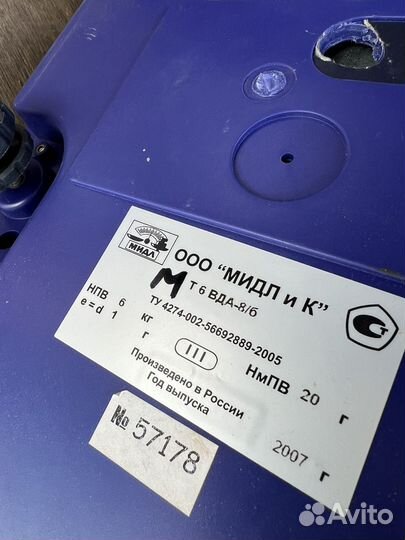 МИДЛ
ООО "МИДЛ и К"
М Т 6 ВДА-8/б
ТУ 4274-002-56692889-2005
НПВ 6 кг
e = d 1 г
III
НмПВ 20 г
Произведено в России
Год выпуска 2007 г
№ 57178
Avito